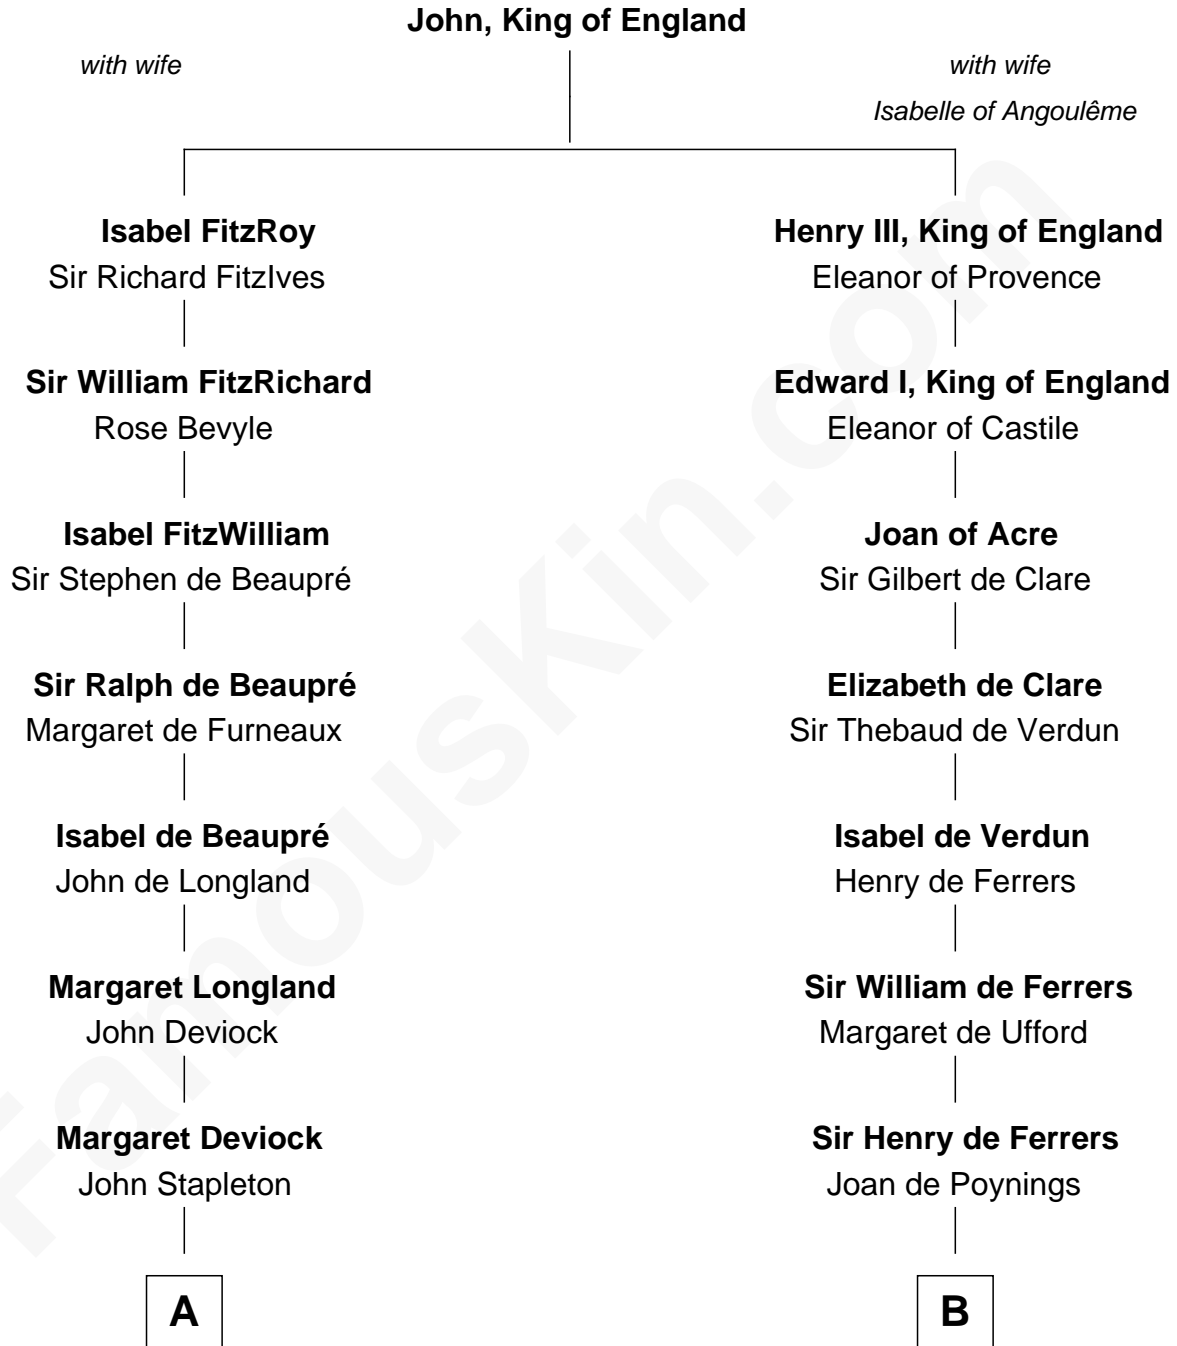 John, King of England
with wife
with wife
Isabelle of Angoulême
Isabel FitzRoy
Sir Richard FitzIves
Henry III, King of England
Eleanor of Provence
Sir William FitzRichard
Rose Bevyle
Edward I, King of England
Eleanor of Castile
Isabel FitzWilliam
Sir Stephen de Beaupré
Joan of Acre
Sir Gilbert de Clare
Sir Ralph de Beaupré
Margaret de Furneaux
Elizabeth de Clare
Sir Thebaud de Verdun
Isabel de Beaupré
John de Longland
Isabel de Verdun
Henry de Ferrers
Margaret Longland
John Deviock
Sir William de Ferrers
Margaret de Ufford
Margaret Deviock
John Stapleton
Sir Henry de Ferrers
Joan de Poynings
A
B
FamousKin.com